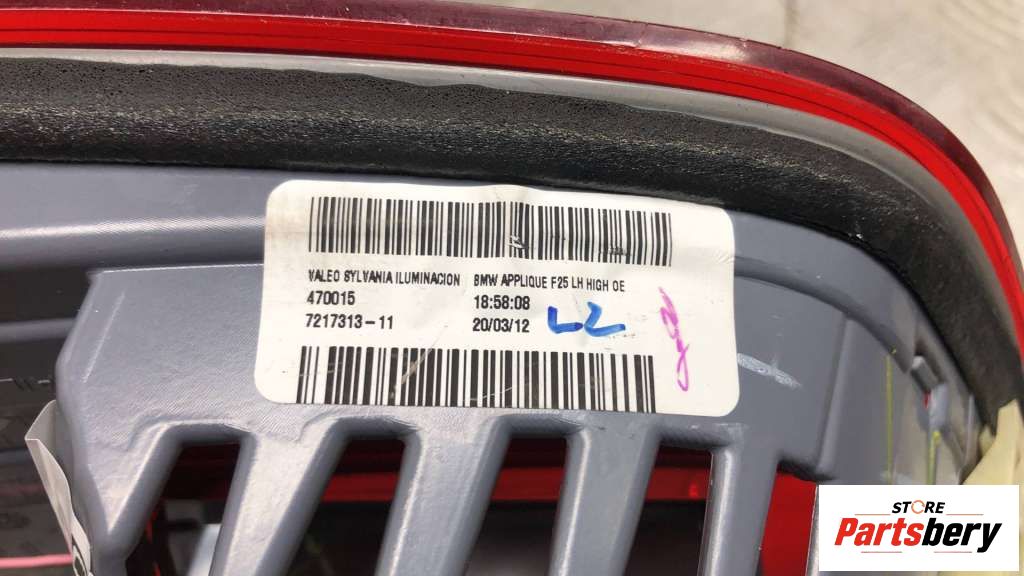 VALEO SYLVANIA ILUMINACION BMW APPLIQUE F25 LH HIGH OE
470015 18:58:08
7217313-11 20/03/12 L2
STORE
Partsbery